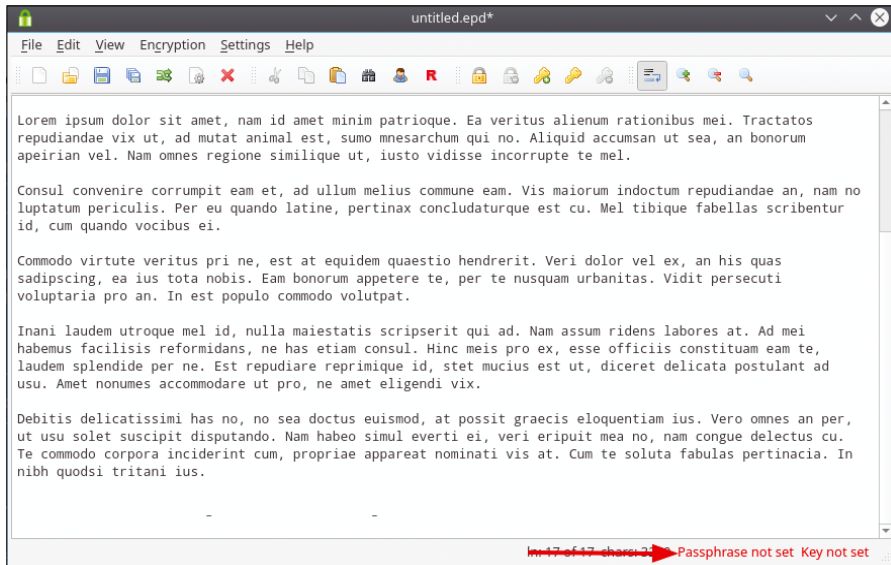 untitled.epd*
File Edit View Encryption Settings Help
R
Lorem ipsum dolor sit amet, nam id amet minim patrioque. Ea veritus alienum rationibus mei. Tractatos
repudiandae vix ut, ad mutat animal est, sumo mnesarchum qui no. Aliquid accumsan ut sea, an bonorum
apeirian vel. Nam omnes regione similique ut, iusto vidisse incorrupte te mel.
Consul convenire corrumpit eam et, ad ullum melius commune eam. Vis maiorum indoctum repudiandae an, nam no
luptatum periculis. Per eu quando latine, pertinax concludaturque est cu. Mel tibique fabellas scribentur
id, cum quando vocibus ei.
Commodo virtute veritus pri ne, est at equidem quaestio hendrerit. Veri dolor vel ex, an his quas
sadipscing, ea ius tota nobis. Eam bonorum appetere te, per te nusquam urbanitas. Vidit persecuti
voluptaria pro an. In est populo commodo volutpat.
Inani laudem utroque mel id, nulla maiestatis scripserit qui ad. Nam assum ridens labores at. Ad mei
habemus facilisis reformidans, ne has etiam consul. Hinc meis pro ex, esse officiis constituam eam te,
laudem splendide per ne. Est repudiare reprimique id, stet mucius est ut, diceret delicata postulant ad
usu. Amet nonumes accommodare ut pro, ne amet eligendi vix.
Debitis delicatissimi has no, no sea doctus euismod, at possit graecis eloquentiam ius. Vero omnes an per,
ut usu solet suscipit disputando. Nam habeo simul everti ei, veri eripuit mea no, nam congue delectus cu.
Te commodo corpora inciderint cum, propriae appareat nominati vis at. Cum te soluta fabulas pertinacia. In
nibh quodsi tritani ius.
ln: 17 of 17 chars: Passphrase not set Key not set